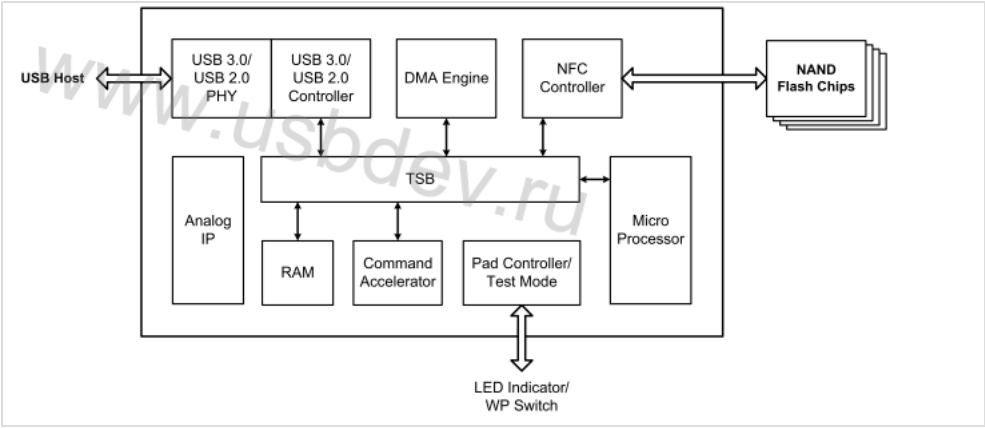 USB Host
USB 3.0/
USB 2.0
PHY
USB 3.0/
USB 2.0
Controller
DMA Engine
NFC
Controller
NAND
Flash Chips
www.usbdev.ru
TSB
Analog
IP
RAM
Command
Accelerator
Pad Controller/
Test Mode
Micro
Processor
LED Indicator/
WP Switch